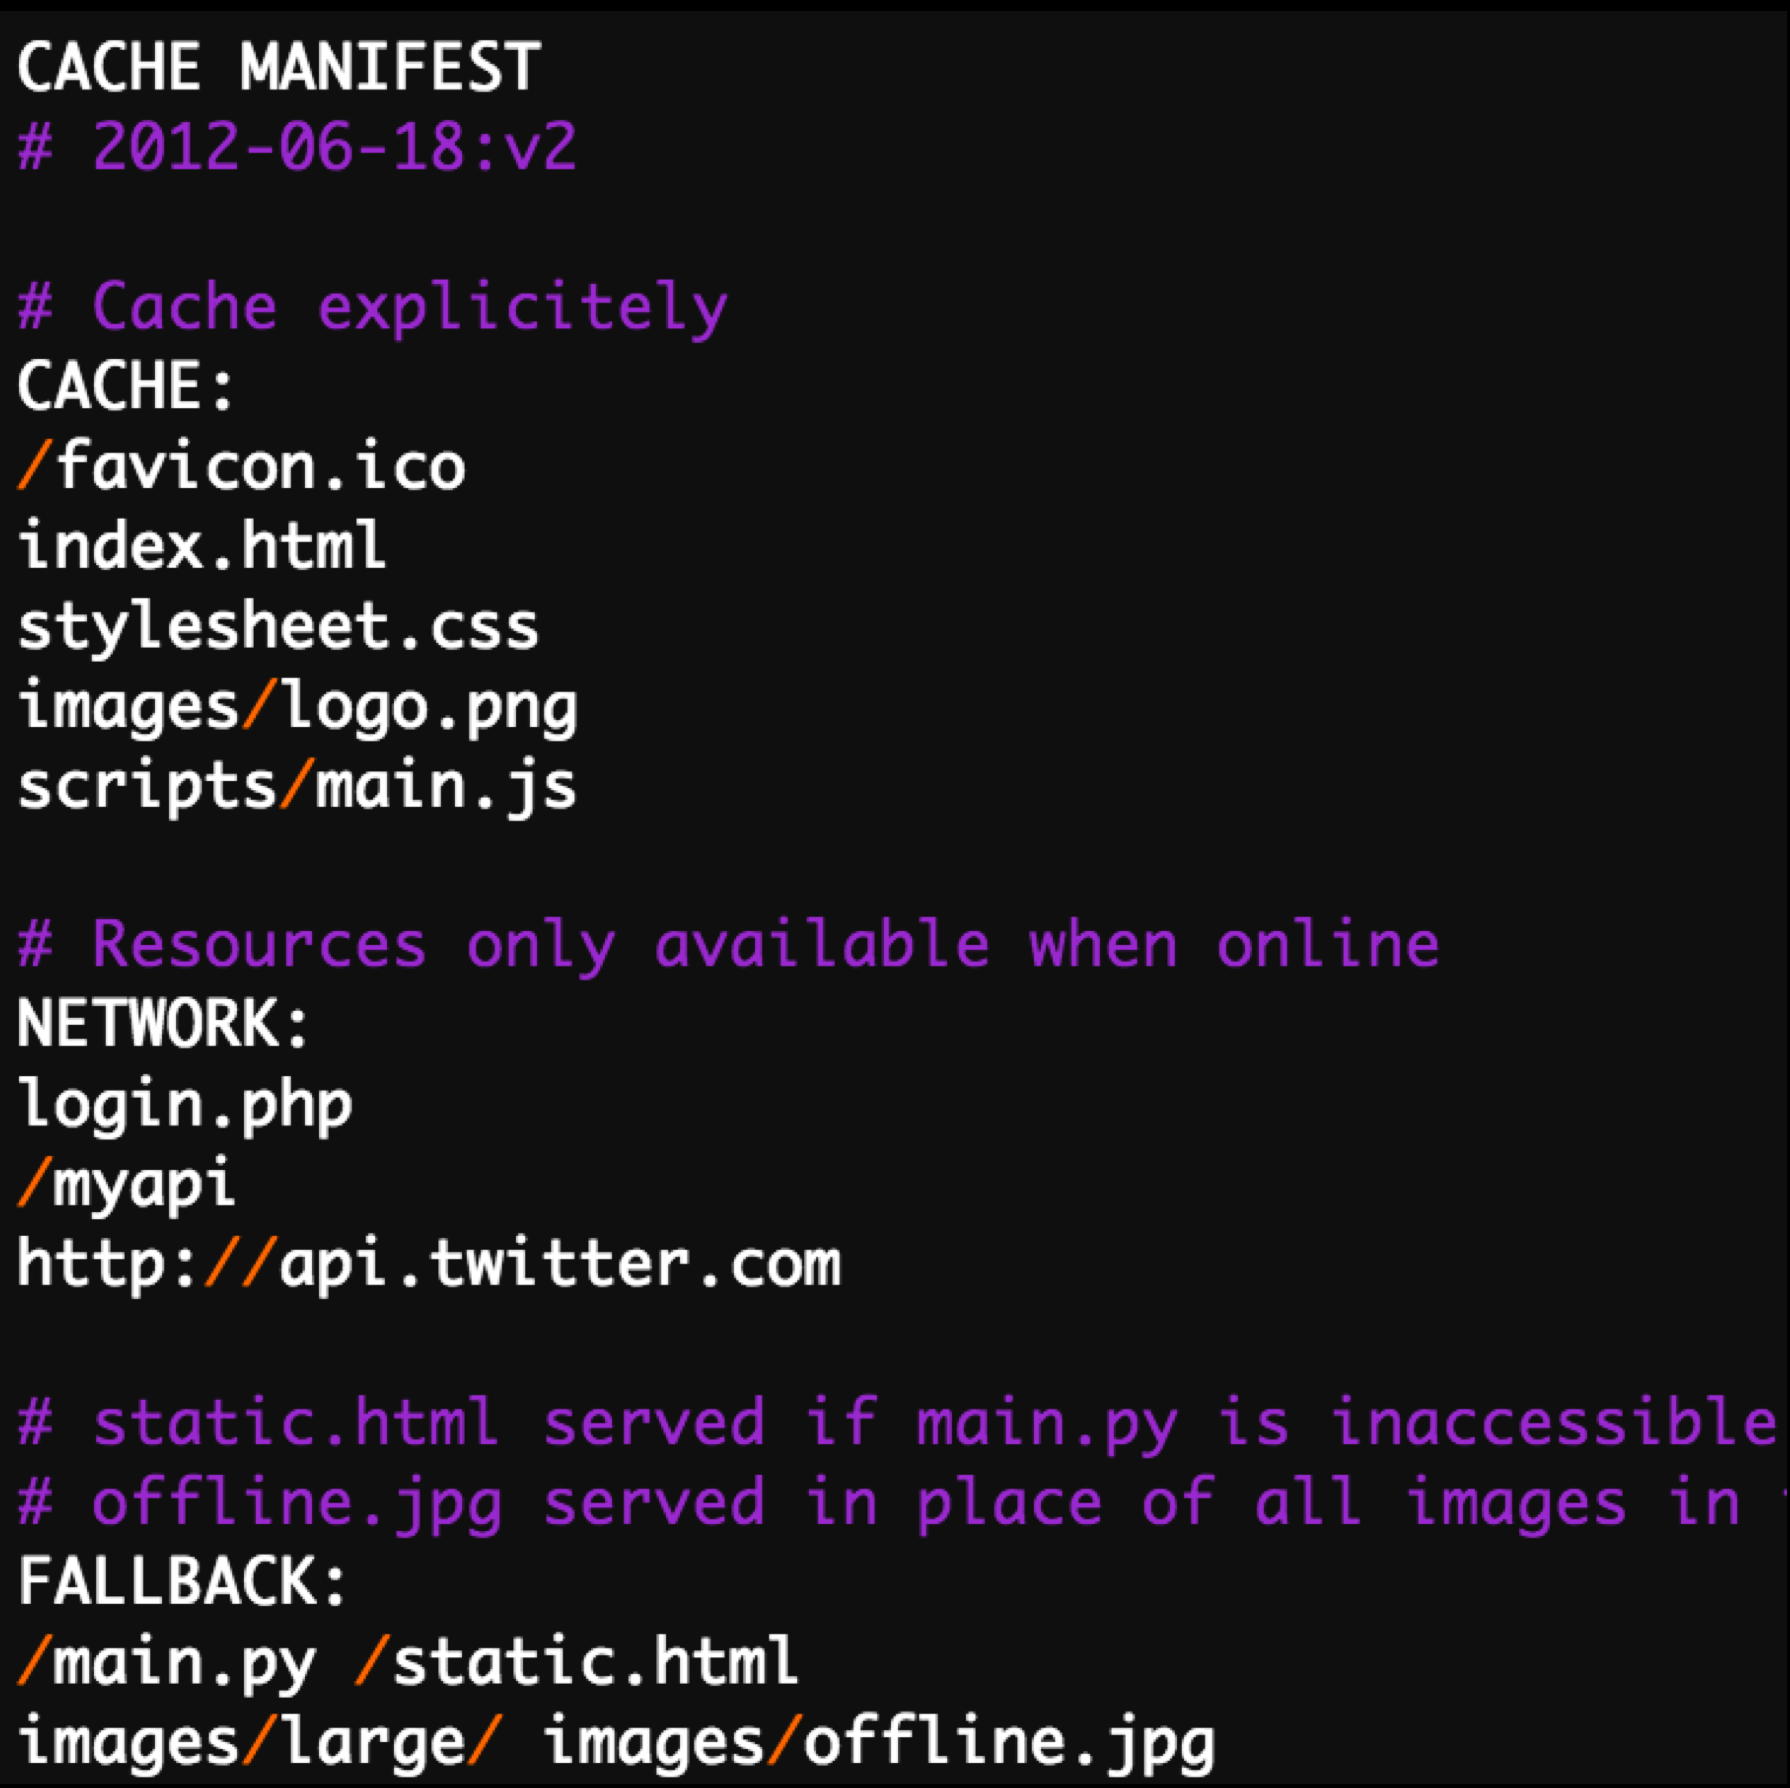 CACHE MANIFEST
# 2012-06-18:v2
# Cache explicitely
CACHE:
/favicon.ico
index.html
stylesheet.css
images/logo.png
scripts/main.js
# Resources only available when online
NETWORK:
login.php
/myapi
http://api.twitter.com
# static.html served if main.py is inaccessible
# offline.jpg served in place of all images in
FALLBACK:
/main.py /static.html
images/large/ images/offline.jpg